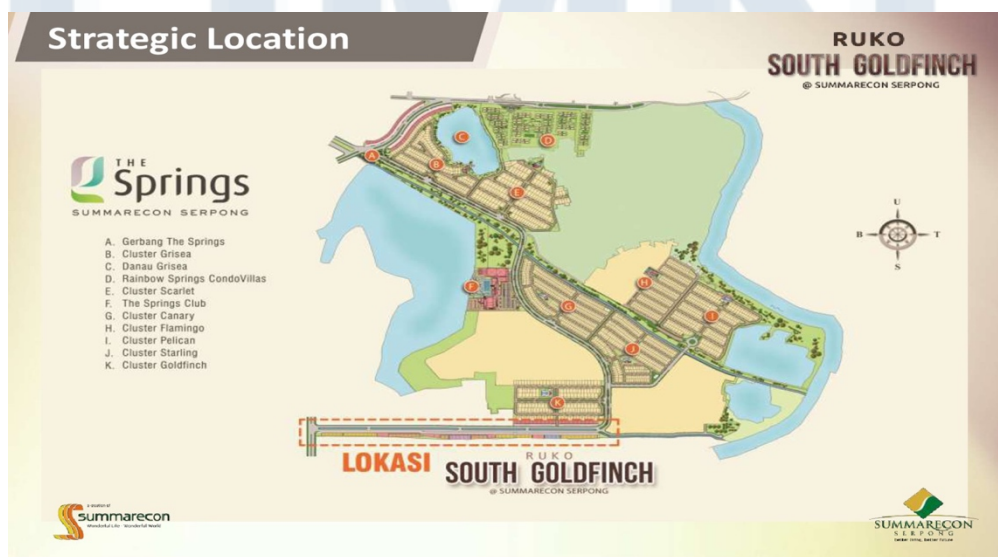 Strategic Location
RUKO
SOUTH GOLDFINCH
@ SUMMARECON SERPONG
THE
Springs
SUMMARECON SERPONG
A. Gerbang The Springs
B. Cluster Grisea
C. Danau Grisea
D. Rainbow Springs CondoVillas
E. Cluster Scarlet
F. The Springs Club
G. Cluster Canary
H. Cluster Flamingo
I. Cluster Pelican
J. Cluster Starling
K. Cluster Goldfinch
A
B
C
D
E
F
G
H
I
J
K
U
B
T
S
LOKASI
RUKO
SOUTH GOLDFINCH
@ SUMMARECON SERPONG
summarecon
SUMMARECON
SERPONG